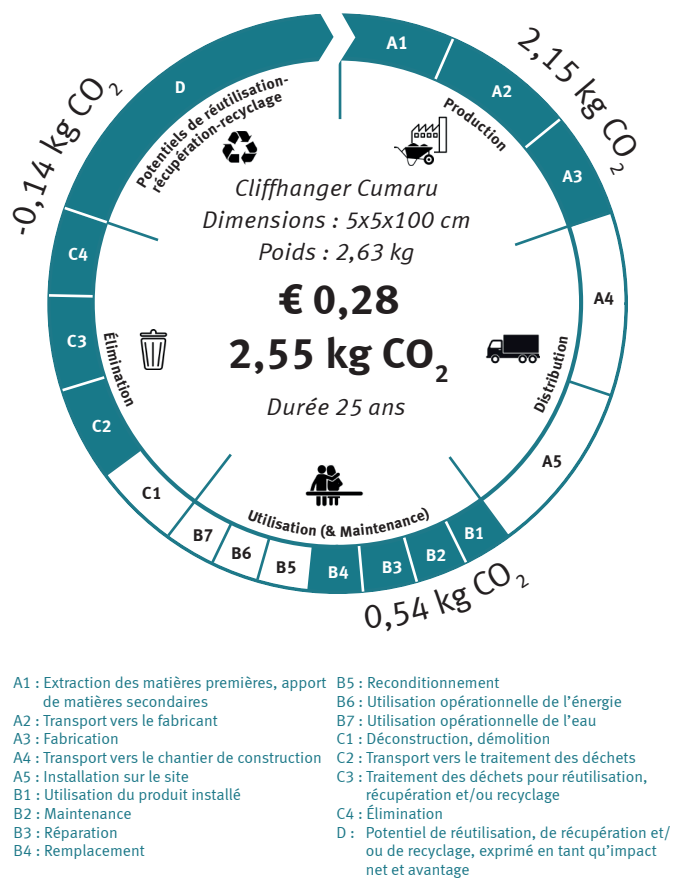 A1
A2
A3
A4
A5
B1
B2
B3
B4
B5
B6
B7
C1
C2
C3
C4
D
2,15 kg CO2
0,54 kg CO2
-0,14 kg CO2
Production
Distribution
Utilisation (& Maintenance)
Élimination
Potentiels de réutilisation-
récupération-recyclage
Cliffhanger Cumaru
Dimensions : 5x5x100 cm
Poids : 2,63 kg
€ 0,28
2,55 kg CO2
Durée 25 ans
A1 : Extraction des matières premières, apport
de matières secondaires
A2 : Transport vers le fabricant
A3 : Fabrication
A4 : Transport vers le chantier de construction
A5 : Installation sur le site
B1 : Utilisation du produit installé
B2 : Maintenance
B3 : Réparation
B4 : Remplacement
B5 : Reconditionnement
B6 : Utilisation opérationnelle de l’énergie
B7 : Utilisation opérationnelle de l’eau
C1 : Déconstruction, démolition
C2 : Transport vers le traitement des déchets
C3 : Traitement des déchets pour réutilisation,
récupération et/ou recyclage
C4 : Élimination
D : Potentiel de réutilisation, de récupération et/
ou de recyclage, exprimé en tant qu’impact
net et avantage